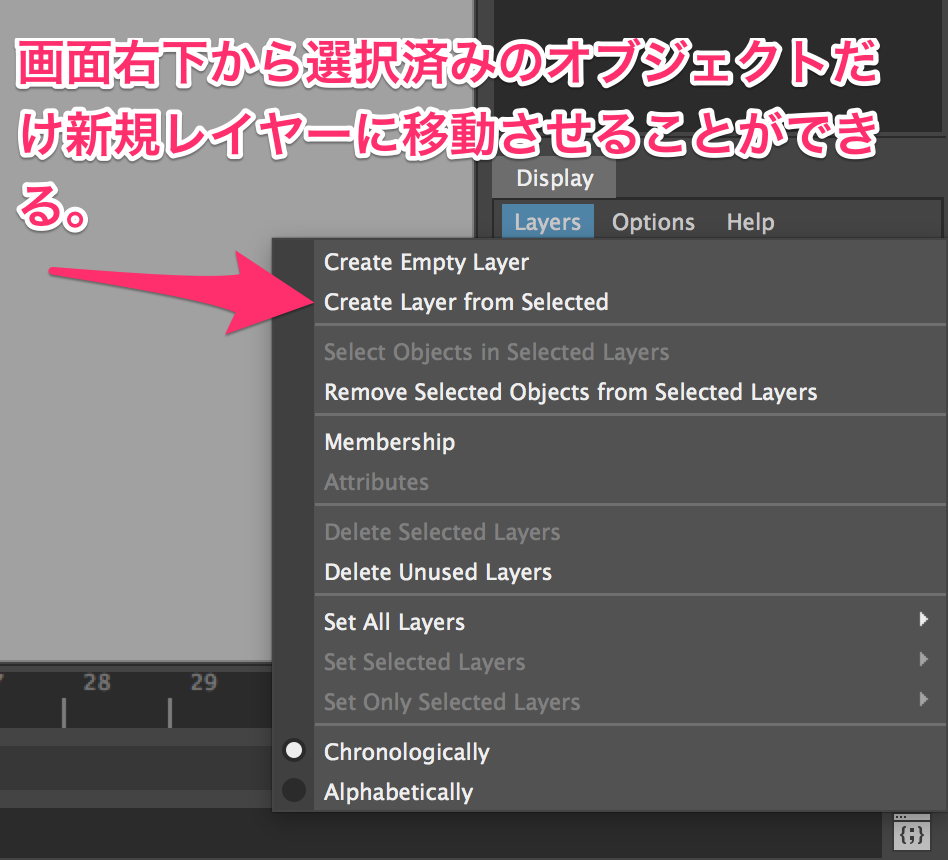 画面右下から選択済みのオブジェクトだ
け新規レイヤーに移動させることができ
る。
Display
Layers Options Help
Create Empty Layer
Create Layer from Selected
Select Objects in Selected Layers
Remove Selected Objects from Selected Layers
Membership
Attributes
Delete Selected Layers
Delete Unused Layers
Set All Layers
Set Selected Layers
Set Only Selected Layers
28 29
Chronologically
Alphabetically
{;}